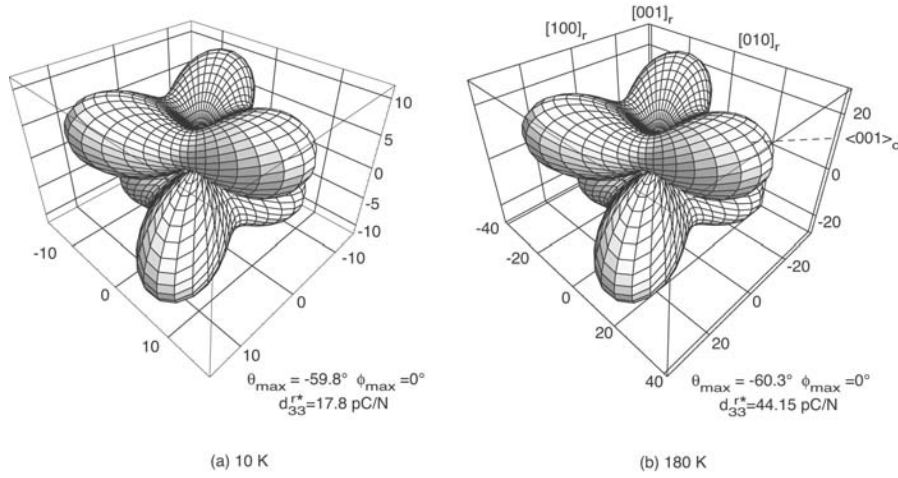 [001]r
[100]r
[010]r
10
5
0
-5
-10
-10
0
10
-10
0
10
θmax = -59.8° ϕmax =0°
d33r*=17.8 pC/N
(a) 10 K
20
<001>c
0
-20
-40
-20
0
20
40
-20
0
20
θmax = -60.3° ϕmax =0°
d33r*=44.15 pC/N
(b) 180 K